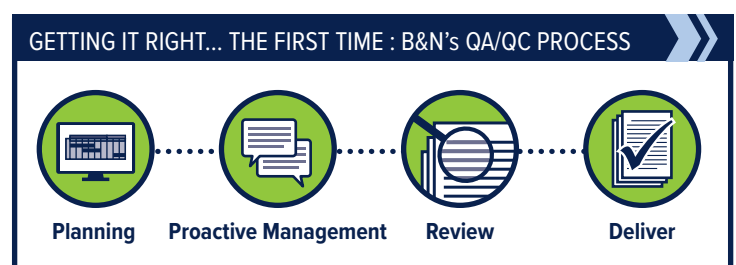 GETTING IT RIGHT... THE FIRST TIME : B&N's QA/QC PROCESS
Planning
Proactive Management
Review
Deliver